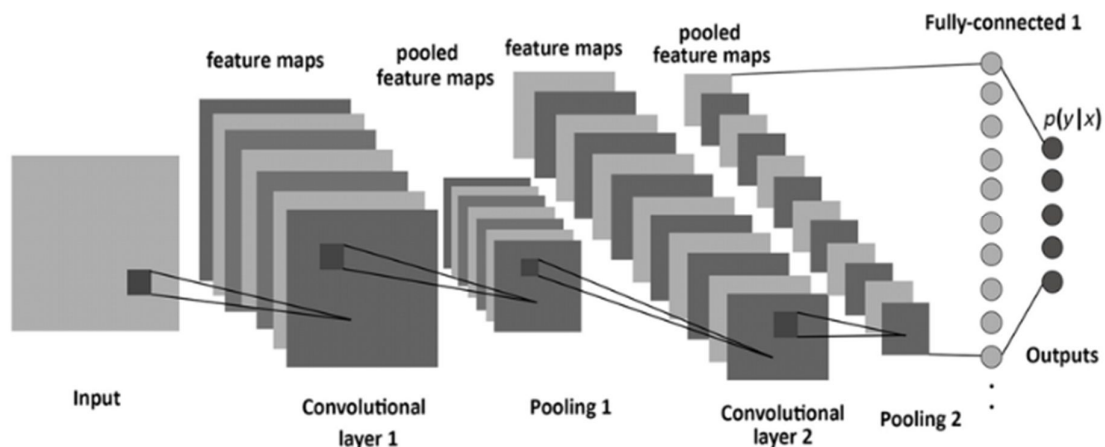 Fully-connected 1
feature maps
pooled
feature maps
feature maps
pooled
feature maps
p(y|x)
Input
Convolutional
layer 1
Pooling 1
Convolutional
layer 2
Pooling 2
Outputs